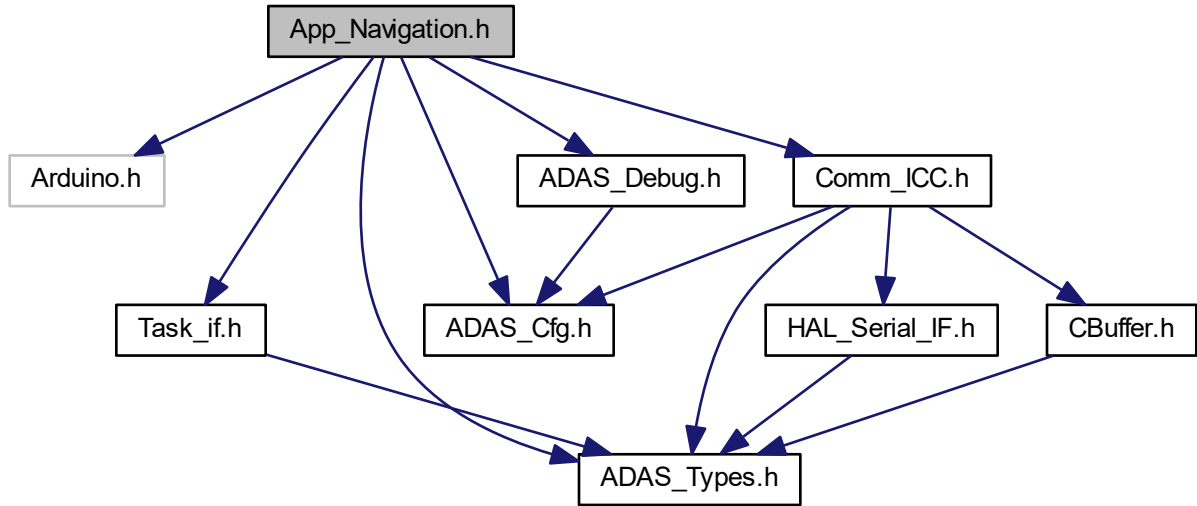 App_Navigation.h
Arduino.h
ADAS_Debug.h
Comm_ICC.h
Task_if.h
ADAS_Cfg.h
HAL_Serial_IF.h
CBuffer.h
ADAS_Types.h